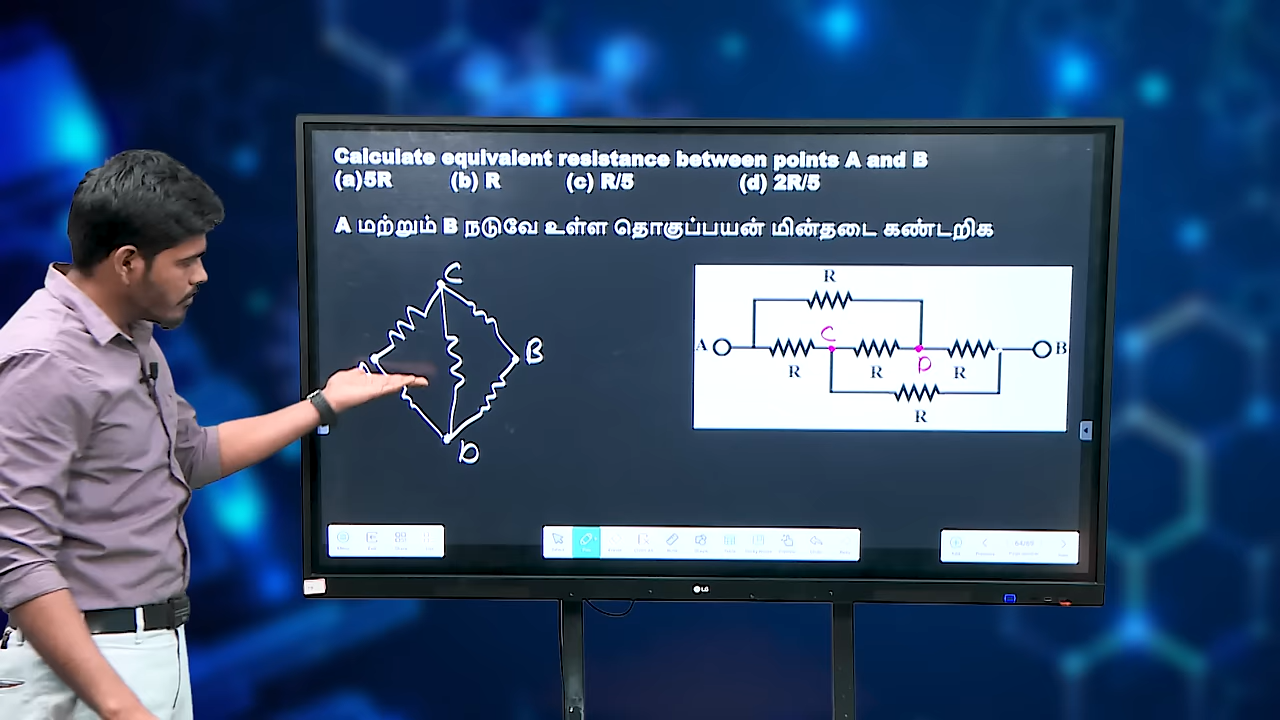 Calculate equivalent resistance between points A and B
(a)5R (b) R (c) R/5 (d) 2R/5
A மற்றும் B நடுவே உள்ள தொகுப்பயன் மின்தடை கண்டறிக
C
B
D
R
A C D B
R R R
R
LG